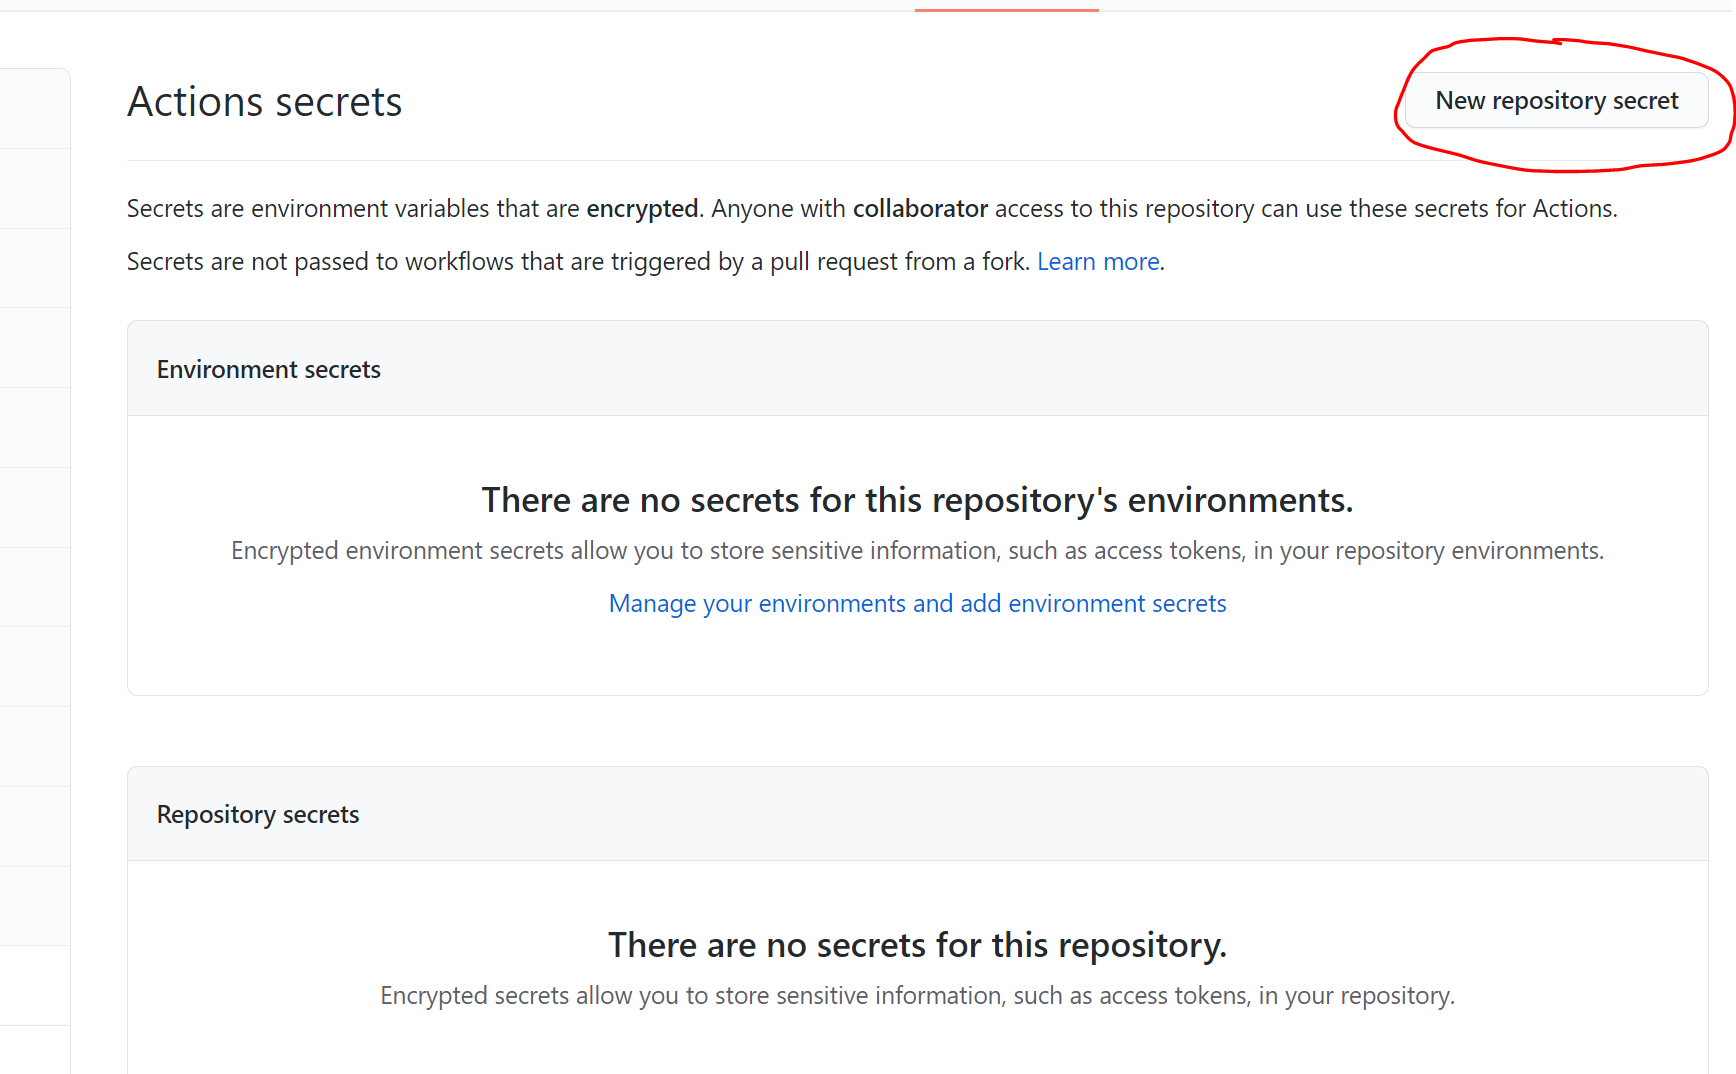 Actions secrets
New repository secret
Secrets are environment variables that are encrypted. Anyone with collaborator access to this repository can use these secrets for Actions.
Secrets are not passed to workflows that are triggered by a pull request from a fork. Learn more.
Environment secrets
There are no secrets for this repository's environments.
Encrypted environment secrets allow you to store sensitive information, such as access tokens, in your repository environments.
Manage your environments and add environment secrets
Repository secrets
There are no secrets for this repository.
Encrypted secrets allow you to store sensitive information, such as access tokens, in your repository.